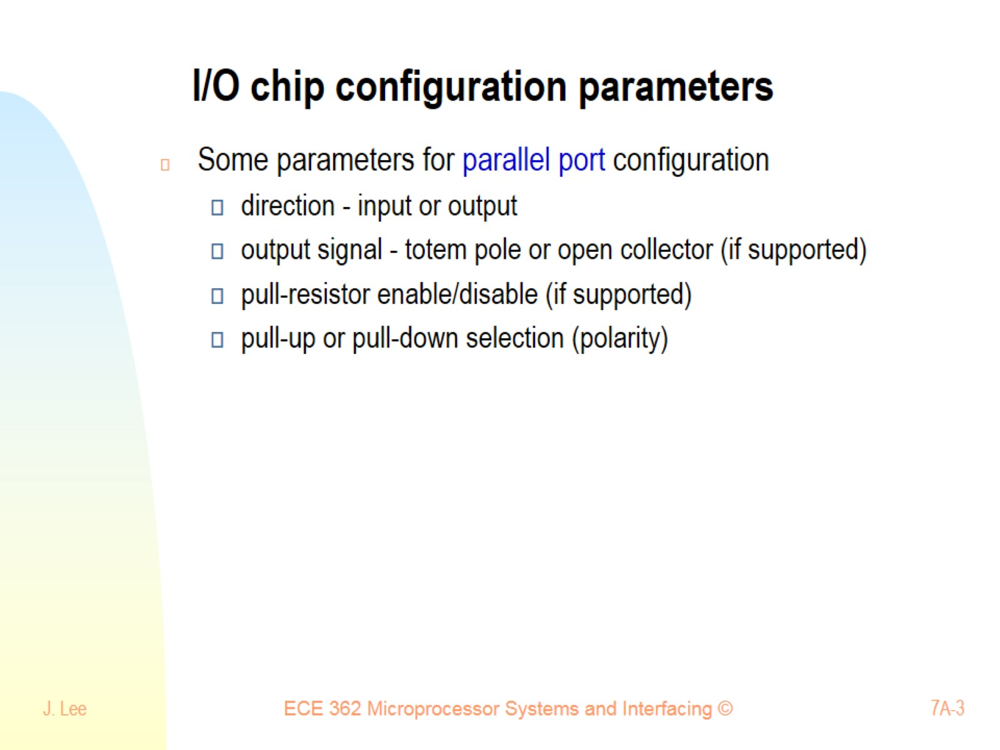 I/O chip configuration parameters
Some parameters for parallel port configuration
direction - input or output
output signal - totem pole or open collector (if supported)
pull-resistor enable/disable (if supported)
pull-up or pull-down selection (polarity)
J. Lee
ECE 362 Microprocessor Systems and Interfacing ©
7A-3